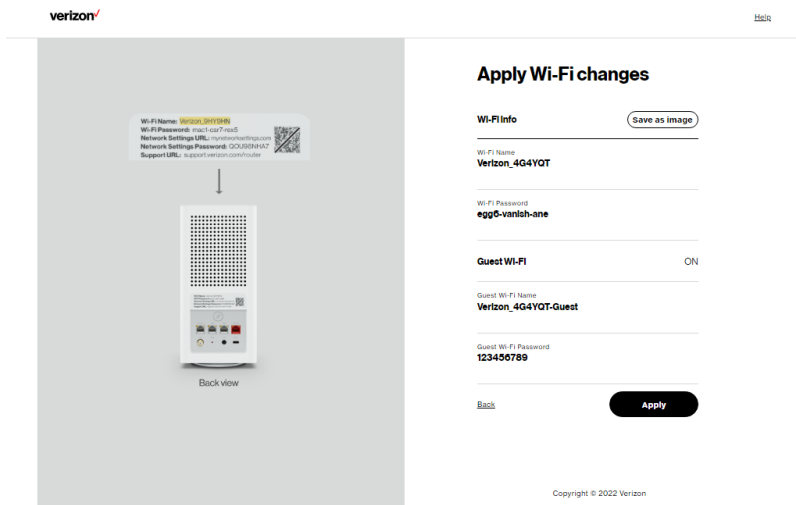 verizon
Help
Wi-Fi Name: Verizon_9HY9HN
Wi-Fi Password: mac1-car7-rex5
Network Settings URL: mynetworksettings.com
Network Settings Password: QOU98NHA7
Support URL: support.verizon.com/router
Back view
Apply Wi-Fi changes
Wi-Fi Info
Save as image
Wi-Fi Name
Verizon_4G4YQT
Wi-Fi Password
egg6-vanish-ane
Guest Wi-Fi
ON
Guest Wi-Fi Name
Verizon_4G4YQT-Guest
Guest Wi-Fi Password
123456789
Back
Apply
Copyright © 2022 Verizon